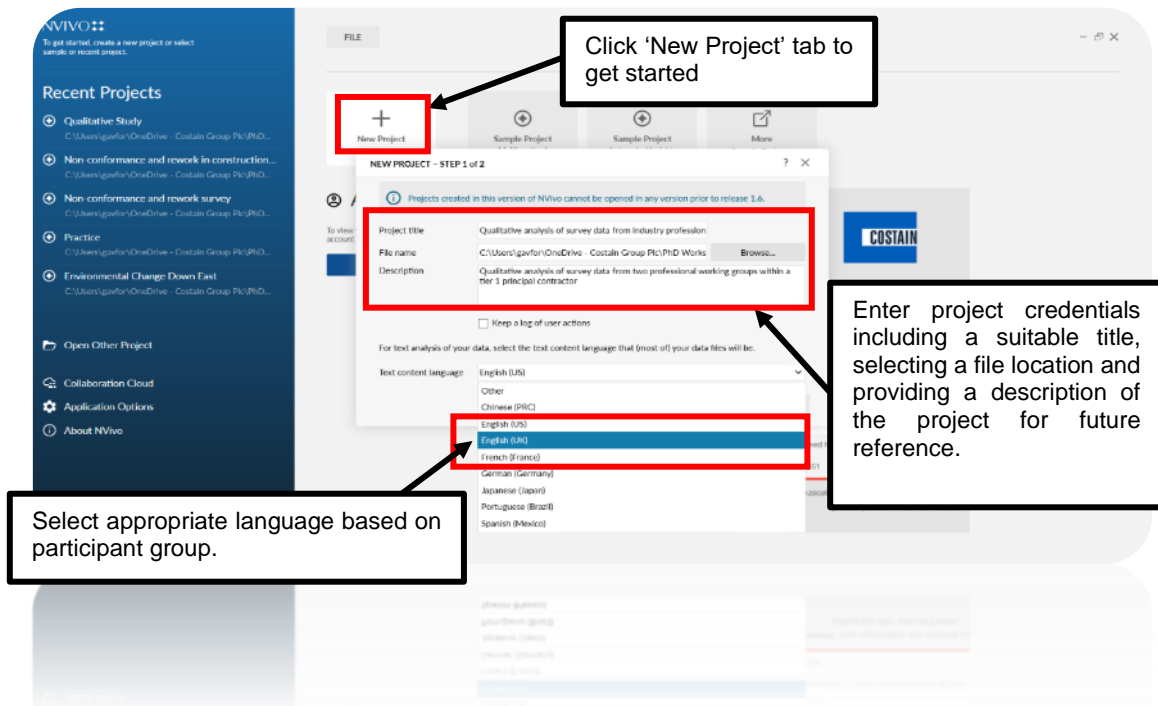 NVIVO
To get started, create a new project or select
sample or recent project.
Recent Projects
Qualitative Study
C:\Users\gavfor\OneDrive - Costain Group Plc\PhD...
Non-conformance and rework in construction...
C:\Users\gavfor\OneDrive - Costain Group Plc\PhD...
Non-conformance and rework survey
C:\Users\gavfor\OneDrive - Costain Group Plc\PhD...
Practice
C:\Users\gavfor\OneDrive - Costain Group Plc\PhD...
Environmental Change Down East
C:\Users\gavfor\OneDrive - Costain Group Plc\PhD...
Open Other Project
Collaboration Cloud
Application Options
About NVivo
FILE
Click ‘New Project’ tab to
get started
New Project
Sample Project
Sample Project
More
NEW PROJECT – STEP 1 of 2
? ×
Projects created in this version of NVivo cannot be opened in any version prior to release 1.6.
To view
account
Project title
Qualitative analysis of survey data from industry profession
File name
C:\Users\gavfor\OneDrive - Costain Group Plc\PhD Works
Browse...
Description
Qualitative analysis of survey data from two professional working groups within a
tier 1 principal contractor
Keep a log of user actions
For text analysis of your data, select the text content language that (most of) your data files will be.
Text content language
English (US)
Other
Chinese (PRC)
English (US)
English (UK)
French (France)
German (Germany)
Japanese (Japan)
Portuguese (Brazil)
Spanish (Mexico)
COSTAIN
Enter project credentials
including a suitable title,
selecting a file location and
providing a description of
the project for future
reference.
Select appropriate language based on
participant group.